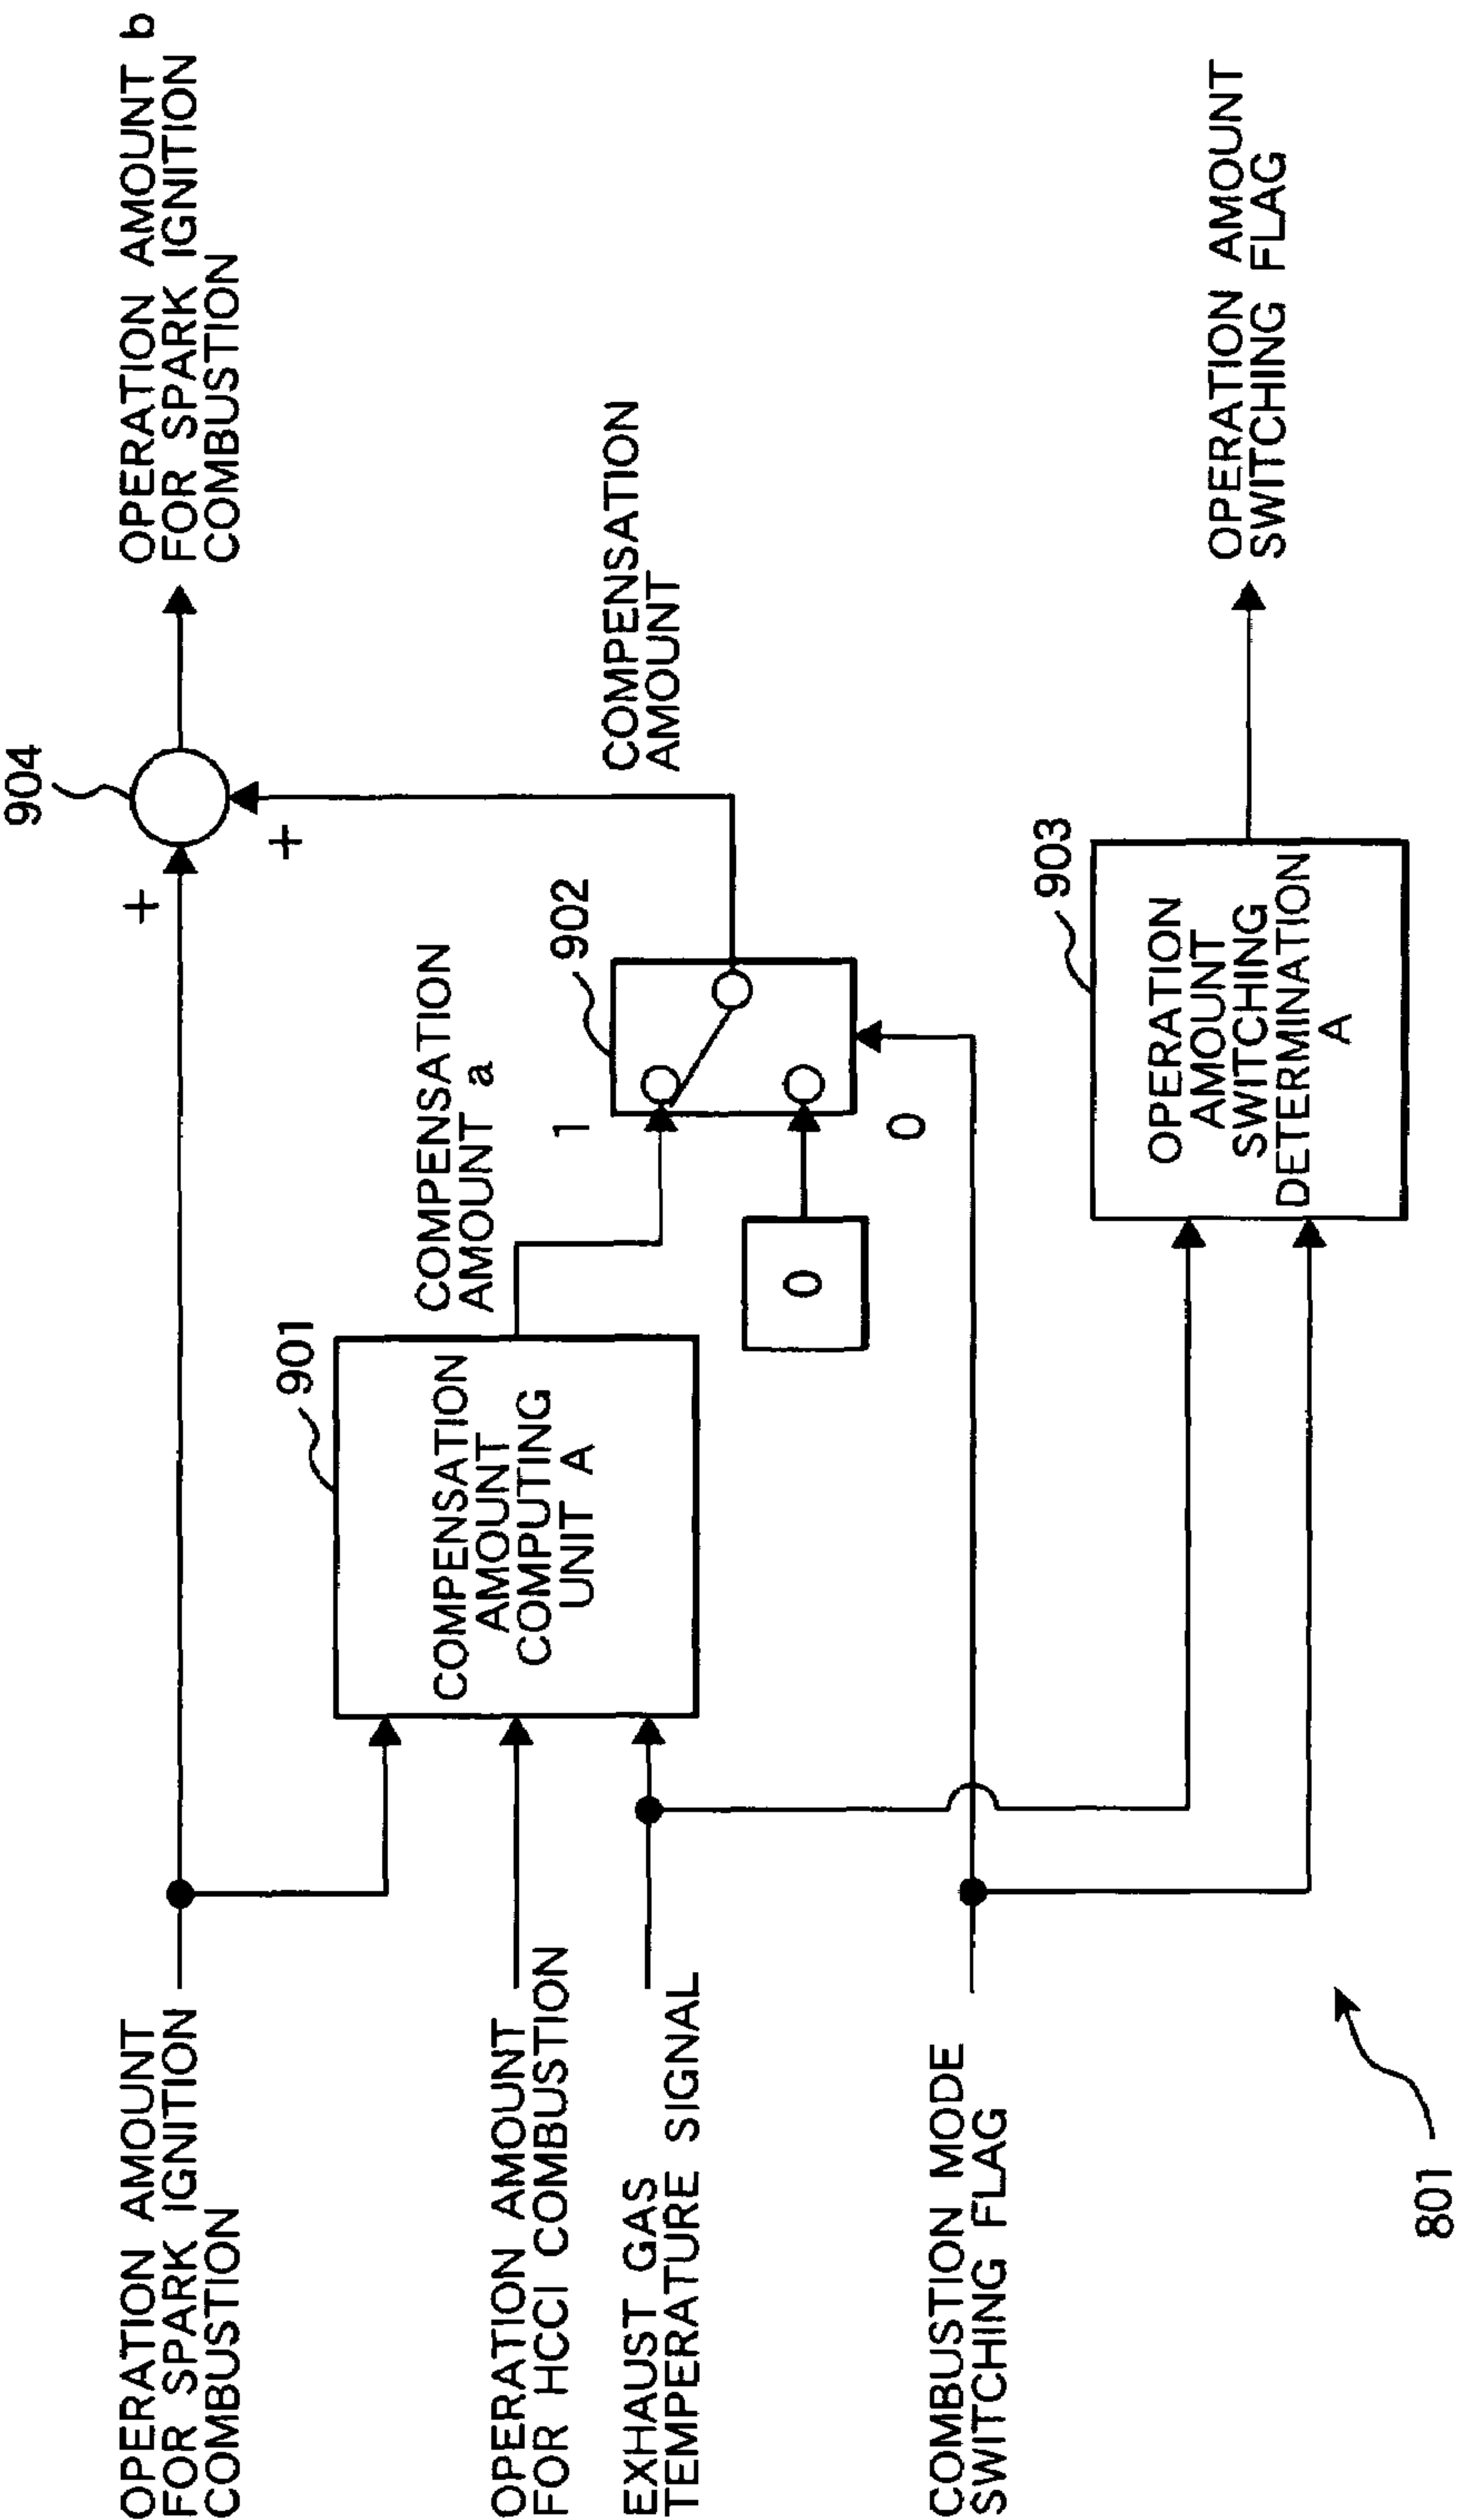 OPERATION AMOUNT
FOR SPARK IGNITION
COMBUSTION
OPERATION AMOUNT
FOR HCCI COMBUSTION
EXHAUST GAS
TEMPERATURE SIGNAL
COMBUSTION MODE
SWITCHING FLAG
801
901
COMPENSATION
AMOUNT
COMPUTING
UNIT A
COMPENSATION
AMOUNT a
0
1
0
902
903
OPERATION
AMOUNT
SWITCHING
DETERMINATION
A
+
+
904
COMPENSATION
AMOUNT
OPERATION AMOUNT b
FOR SPARK IGNITION
COMBUSTION
OPERATION AMOUNT
SWITCHING FLAG